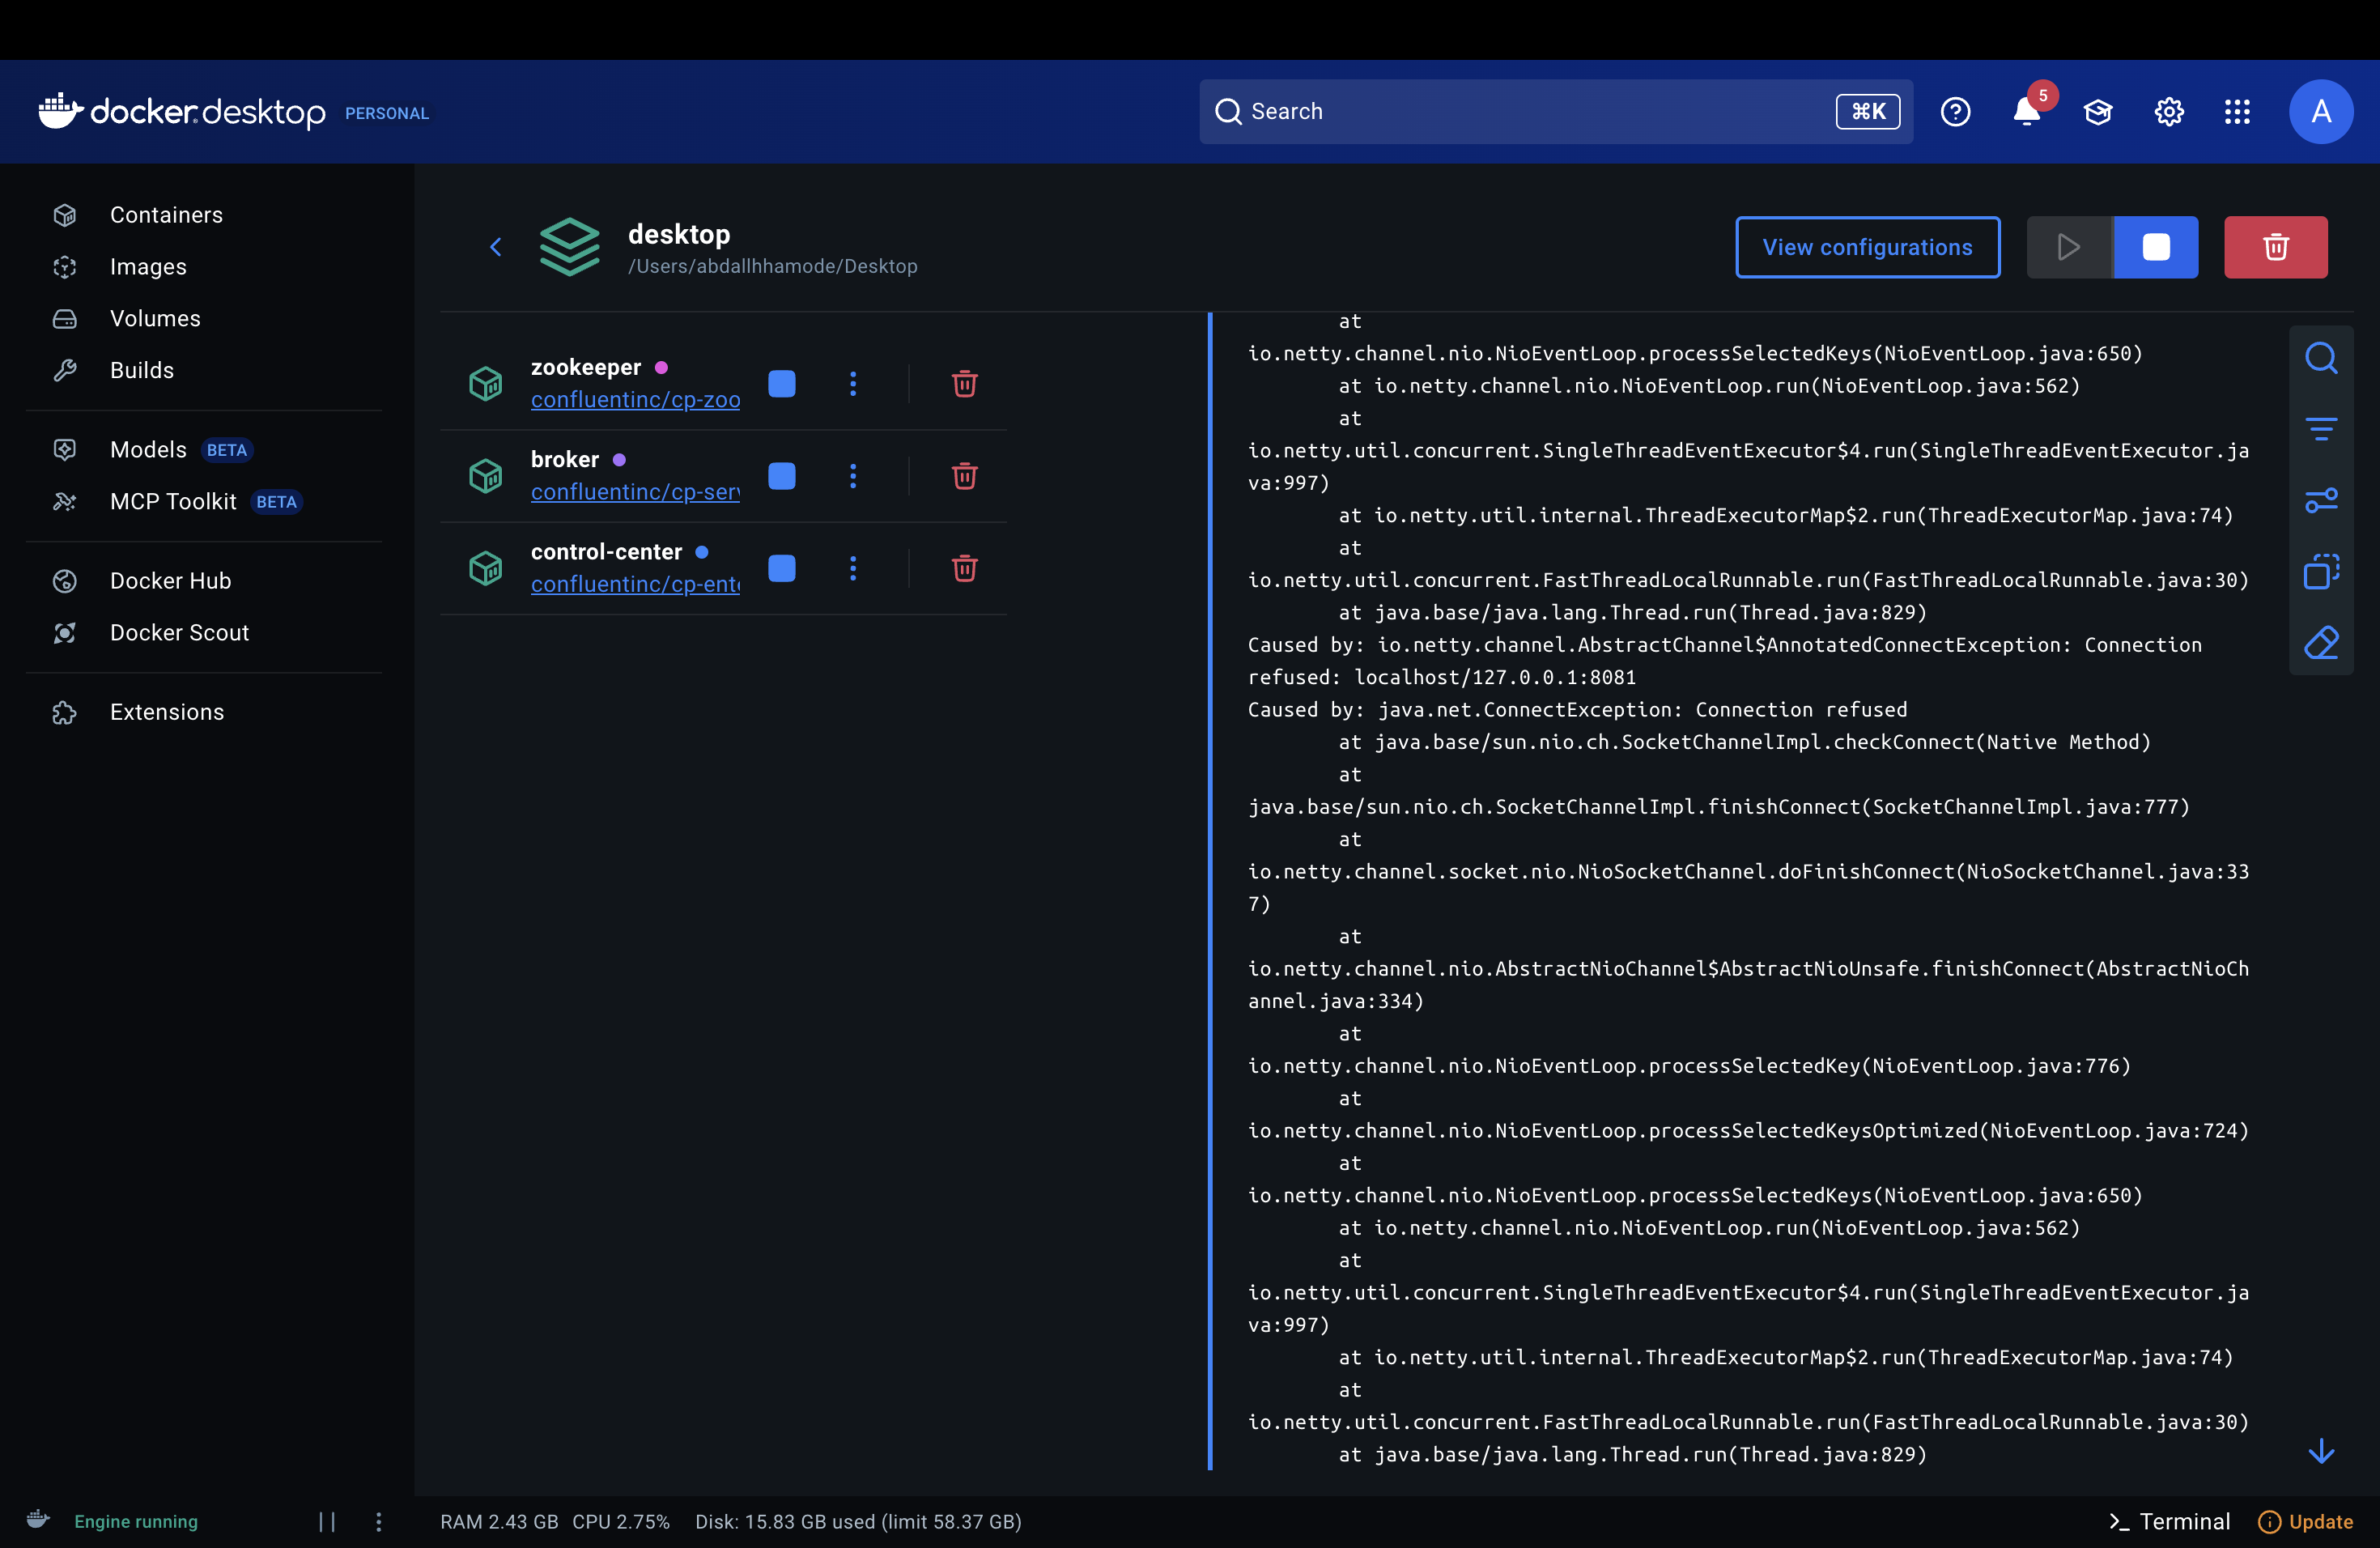 docker desktop PERSONAL
Search
⌘K
5
A
Containers
Images
Volumes
Builds
Models BETA
MCP Toolkit BETA
Docker Hub
Docker Scout
Extensions
desktop
/Users/abdallhhamode/Desktop
View configurations
zookeeper
confluentinc/cp-zoo
broker
confluentinc/cp-serv
control-center
confluentinc/cp-ente
at
io.netty.channel.nio.NioEventLoop.processSelectedKeys(NioEventLoop.java:650)
at io.netty.channel.nio.NioEventLoop.run(NioEventLoop.java:562)
at
io.netty.util.concurrent.SingleThreadEventExecutor$4.run(SingleThreadEventExecutor.ja
va:997)
at io.netty.util.internal.ThreadExecutorMap$2.run(ThreadExecutorMap.java:74)
at
io.netty.util.concurrent.FastThreadLocalRunnable.run(FastThreadLocalRunnable.java:30)
at java.base/java.lang.Thread.run(Thread.java:829)
Caused by: io.netty.channel.AbstractChannel$AnnotatedConnectException: Connection
refused: localhost/127.0.0.1:8081
Caused by: java.net.ConnectException: Connection refused
at java.base/sun.nio.ch.SocketChannelImpl.checkConnect(Native Method)
at
java.base/sun.nio.ch.SocketChannelImpl.finishConnect(SocketChannelImpl.java:777)
at
io.netty.channel.socket.nio.NioSocketChannel.doFinishConnect(NioSocketChannel.java:33
7)
at
io.netty.channel.nio.AbstractNioChannel$AbstractNioUnsafe.finishConnect(AbstractNioCh
annel.java:334)
at
io.netty.channel.nio.NioEventLoop.processSelectedKey(NioEventLoop.java:776)
at
io.netty.channel.nio.NioEventLoop.processSelectedKeysOptimized(NioEventLoop.java:724)
at
io.netty.channel.nio.NioEventLoop.processSelectedKeys(NioEventLoop.java:650)
at io.netty.channel.nio.NioEventLoop.run(NioEventLoop.java:562)
at
io.netty.util.concurrent.SingleThreadEventExecutor$4.run(SingleThreadEventExecutor.ja
va:997)
at io.netty.util.internal.ThreadExecutorMap$2.run(ThreadExecutorMap.java:74)
at
io.netty.util.concurrent.FastThreadLocalRunnable.run(FastThreadLocalRunnable.java:30)
at java.base/java.lang.Thread.run(Thread.java:829)
Engine running
RAM 2.43 GB CPU 2.75% Disk: 15.83 GB used (limit 58.37 GB)
Terminal
Update